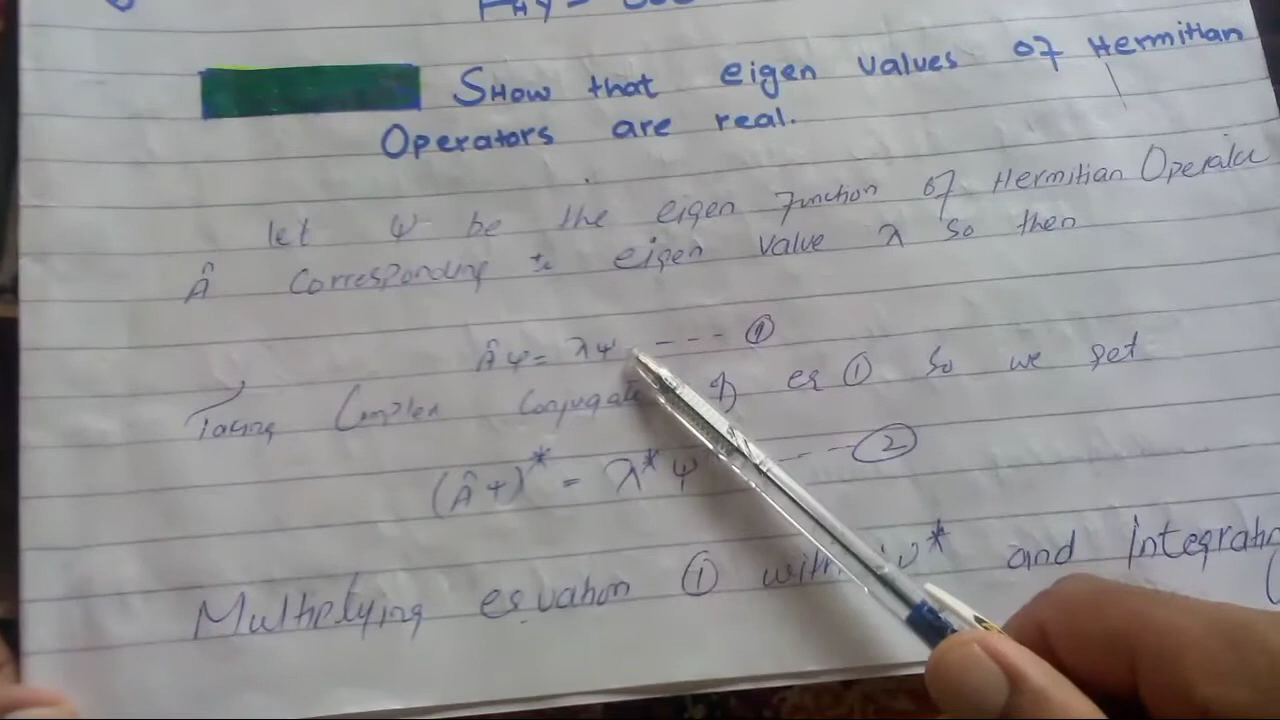 Show that eigen values of Hermitian
Operators are real.
let ψ be the eigen function of Hermitian
Â Corresponding to eigen value λ so then
Âψ = λψ ---- ①
Taking Complex Conjugate of eq ① so we get
(Âψ)* = λ*ψ --- ②
Multiplying equation ① with ψ* and